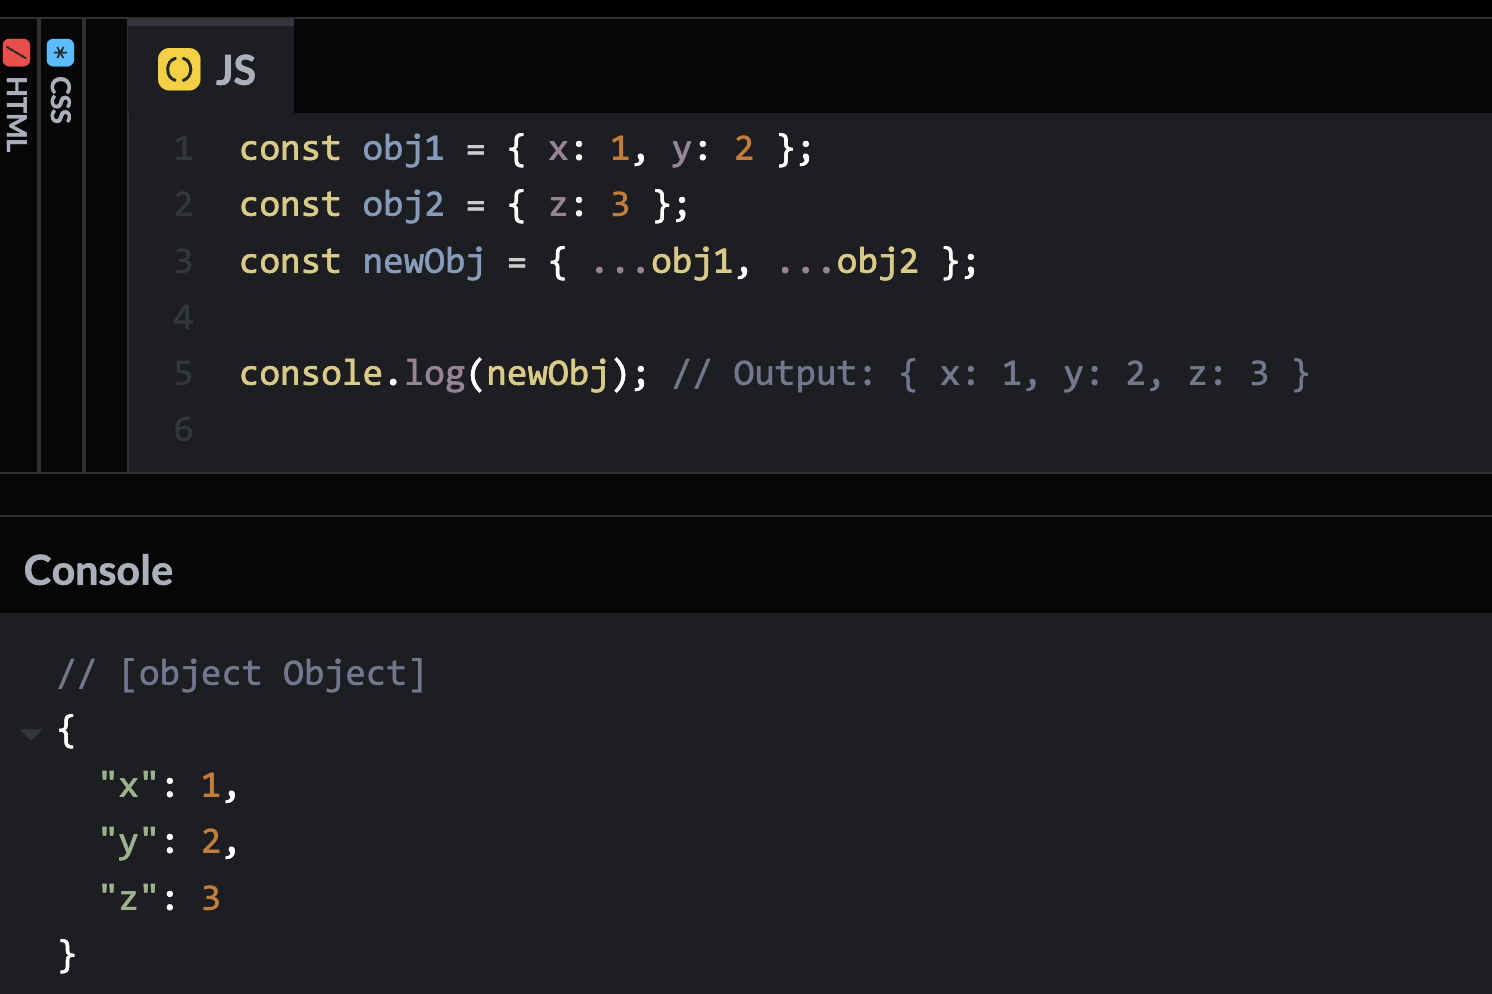 HTML
CSS
JS
1 const obj1 = { x: 1, y: 2 };
2 const obj2 = { z: 3 };
3 const newObj = { ...obj1, ...obj2 };
4
5 console.log(newObj); // Output: { x: 1, y: 2, z: 3 }
6
Console
// [object Object]
{
"x": 1,
"y": 2,
"z": 3
}